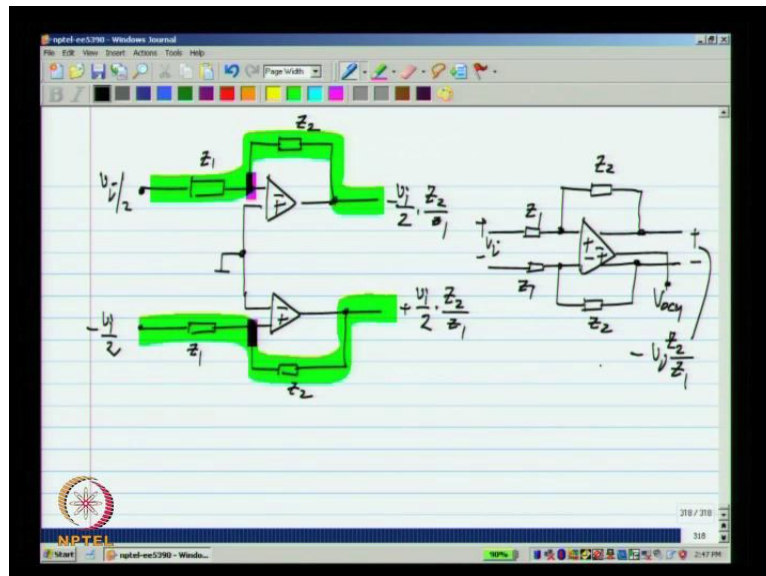 nptel-ee5390 - Windows Journal
File Edit View Insert Actions Tools Help
Page Width
B I
Z2
Z1
Vi/2
- Vi/2 · Z2/Z1
- Vi/2
Z1
Z2
+ Vi/2 · Z2/Z1
Z2
Z1
+
Vi
-
Z1
Z2
+
-
Vocm
- Vi Z2/Z1
NPTEL
318 / 318
318
Start
nptel-ee5390 - Windo...
90%
2:47 PM